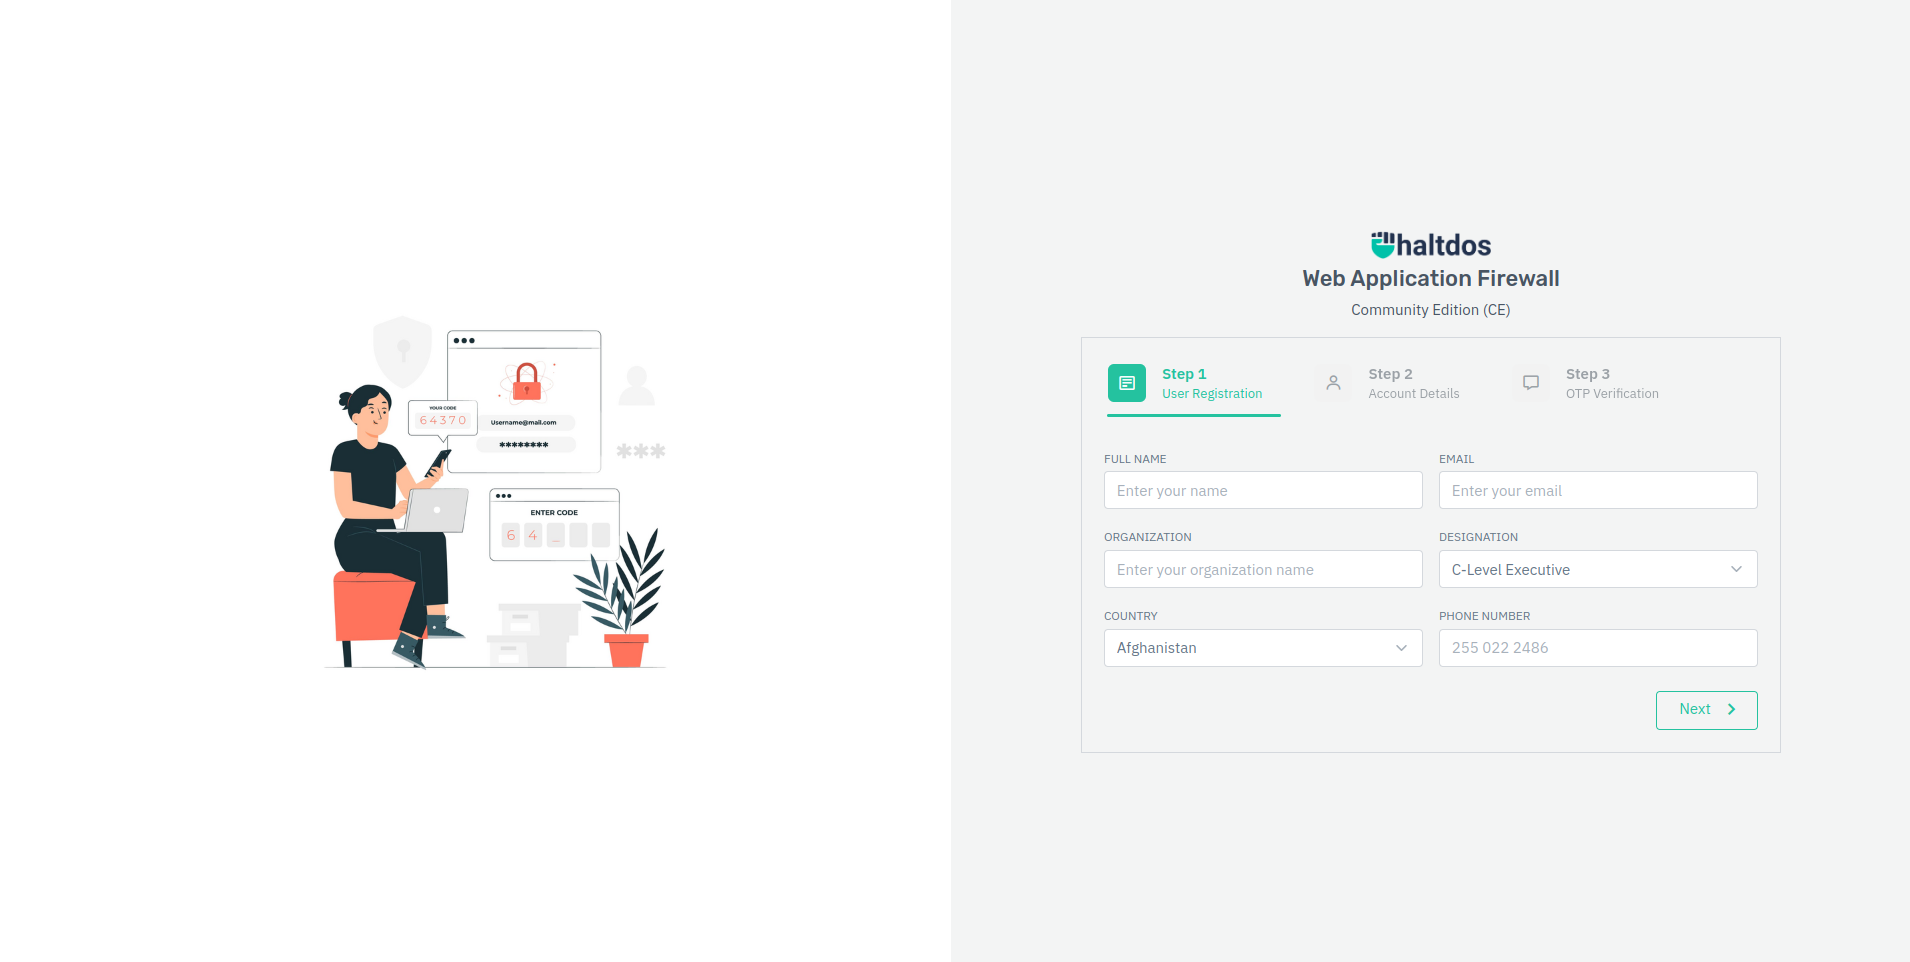 YOUR CODE
64370
Username@mail.com
********
***
ENTER CODE
6 4 _
haltdos
Web Application Firewall
Community Edition (CE)
Step 1
User Registration
Step 2
Account Details
Step 3
OTP Verification
FULL NAME
EMAIL
Enter your name
Enter your email
ORGANIZATION
DESIGNATION
Enter your organization name
C-Level Executive
COUNTRY
PHONE NUMBER
Afghanistan
255 022 2486
Next